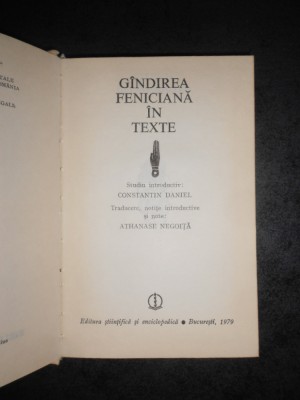 GÎNDIREA
FENICIANĂ
ÎN
TEXTE
Studiu introductiv:
CONSTANTIN DANIEL
Traducere, notițe introductive
și note:
ATHANASE NEGOIȚĂ
Editura științifică și enciclopedică • București, 1979